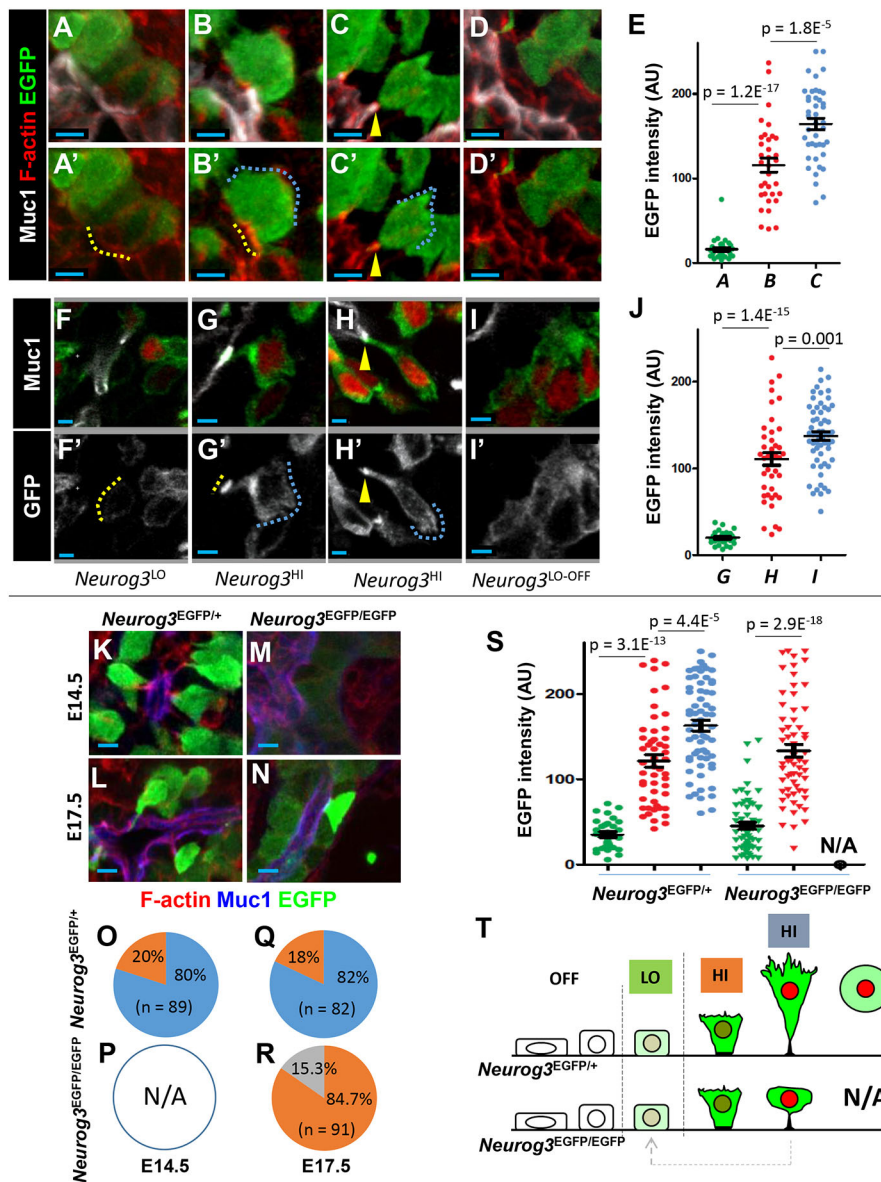 A B C D E
Muc1 F-actin EGFP
A' B' C' D'
EGFP intensity (AU)
p = 1.8E-5
p = 1.2E-17
200
100
0
A B C
F G H I J
Muc1
F' G' H' I'
GFP
Neurog3LO Neurog3HI Neurog3HI Neurog3LO-OFF
EGFP intensity (AU)
p = 1.4E-15
p = 0.001
200
100
0
G H I
Neurog3EGFP/+ Neurog3EGFP/EGFP
K M
E14.5
L N
E17.5
F-actin Muc1 EGFP
S
EGFP intensity (AU)
p = 4.4E-5
p = 3.1E-13
p = 2.9E-18
200
100
0
N/A
Neurog3EGFP/+ Neurog3EGFP/EGFP
Neurog3EGFP/+
O
20%
80%
(n = 89)
Q
18%
82%
(n = 82)
Neurog3EGFP/EGFP
P
N/A
R
15.3%
84.7%
(n = 91)
E14.5 E17.5
T
HI
OFF LO HI
Neurog3EGFP/+
Neurog3EGFP/EGFP